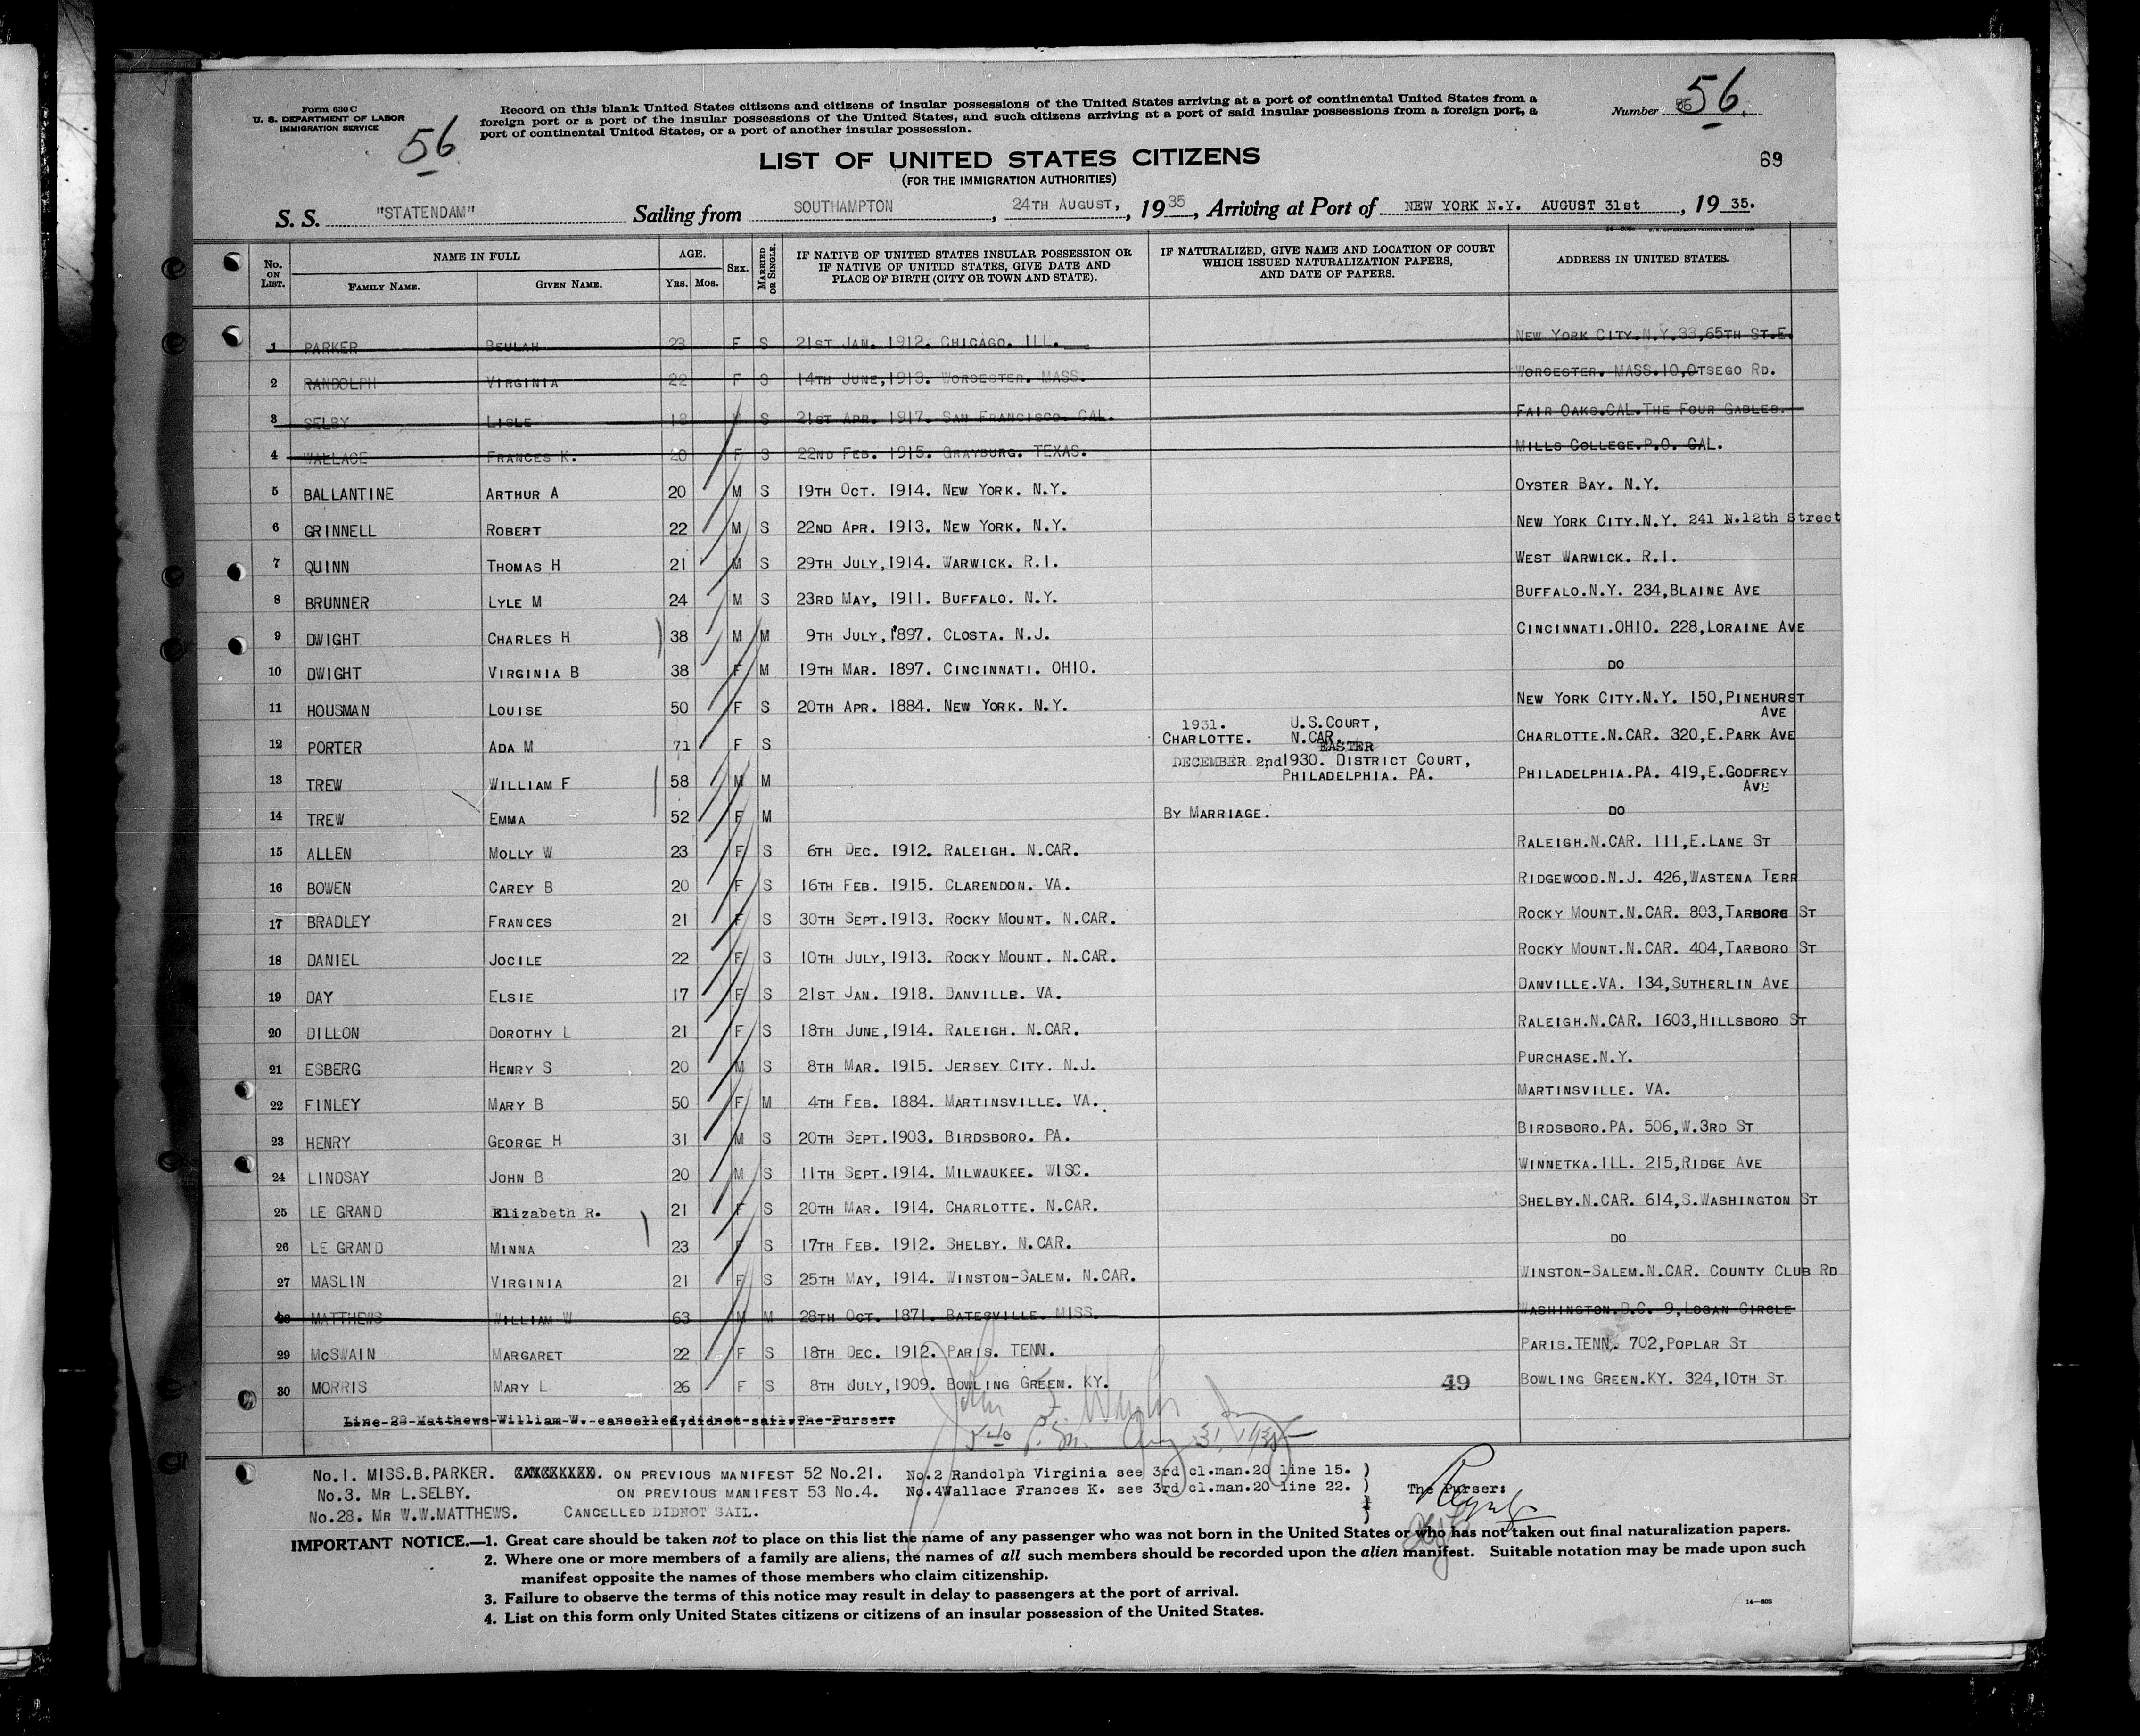 Form 630 C
U. S. DEPARTMENT OF LABOR
IMMIGRATION SERVICE
56
Record on this blank United States citizens and citizens of insular possessions of the United States arriving at a port of continental United States from a
foreign port or a port of the insular possessions of the United States, and such citizens arriving at a port of said insular possessions from a foreign port, a
port of continental United States, or a port of another insular possession.
Number 56.
LIST OF UNITED STATES CITIZENS
69
(FOR THE IMMIGRATION AUTHORITIES)
S. S. "STATENDAM" Sailing from SOUTHAMPTON, 24TH AUGUST, 1935, Arriving at Port of NEW YORK N.Y. AUGUST 31st, 1935.
No. ON LIST. NAME IN FULL AGE. SEX. MARRIED OR SINGLE. IF NATIVE OF UNITED STATES INSULAR POSSESSION OR IF NATIVE OF UNITED STATES, GIVE DATE AND PLACE OF BIRTH (CITY OR TOWN AND STATE). IF NATURALIZED, GIVE NAME AND LOCATION OF COURT WHICH ISSUED NATURALIZATION PAPERS, AND DATE OF PAPERS. ADDRESS IN UNITED STATES.
FAMILY NAME. GIVEN NAME. Yrs. Mos.
1 PARKER BEULAH 23 F S 21ST JAN. 1912. CHICAGO. ILL. NEW YORK CITY.N.Y.33,65TH ST.E.
2 RANDOLPH VIRGINIA 22 F S 14TH JUNE,1913. WORCESTER. MASS. WORCESTER. MASS.10,OTSEGO RD.
3 SELBY LISLE 18 S 21ST APR. 1917. SAN FRANCISCO. CAL. FAIR OAKS.CAL.THE FOUR GABLES.
4 WALLACE FRANCES K. 20 F S 22ND FEB. 1915. GRAYBURG. TEXAS. MILLS COLLEGE.P.O. CAL.
5 BALLANTINE ARTHUR A 20 M S 19TH OCT. 1914. NEW YORK. N.Y. OYSTER BAY. N.Y.
6 GRINNELL ROBERT 22 M S 22ND APR. 1913. NEW YORK. N.Y. NEW YORK CITY.N.Y. 241 N.12th Street
7 QUINN THOMAS H 21 M S 29TH JULY,1914. WARWICK. R.I. WEST WARWICK. R.I.
8 BRUNNER LYLE M 24 M S 23RD MAY, 1911. BUFFALO. N.Y. BUFFALO.N.Y. 234,BLAINE AVE
9 DWIGHT CHARLES H 38 M M 9TH JULY,1897. CLOSTA. N.J. CINCINNATI.OHIO. 228,LORAINE AVE
10 DWIGHT VIRGINIA B 38 F M 19TH MAR. 1897. CINCINNATI. OHIO. DO
11 HOUSMAN LOUISE 50 F S 20TH APR. 1884. NEW YORK. N.Y. NEW YORK CITY.N.Y. 150,PINEHURST AVE
12 PORTER ADA M 71 F S 1931. U.S.COURT, CHARLOTTE. N.CAR. CHARLOTTE.N.CAR. 320,E.PARK AVE
13 TREW WILLIAM F 58 M M EASTER DECEMBER 2nd1930. DISTRICT COURT, PHILADELPHIA. PA. PHILADELPHIA.PA. 419,E.GODFREY AVE
14 TREW EMMA 52 F M BY MARRIAGE. DO
15 ALLEN MOLLY W 23 F S 6TH DEC. 1912. RALEIGH. N.CAR. RALEIGH.N.CAR. 111,E.LANE ST
16 BOWEN CAREY B 20 F S 16TH FEB. 1915. CLARENDON. VA. RIDGEWOOD.N.J. 426,WASTENA TERR
17 BRADLEY FRANCES 21 F S 30TH SEPT.1913. ROCKY MOUNT. N.CAR. ROCKY MOUNT.N.CAR. 803,TARBORO ST
18 DANIEL JOCILE 22 F S 10TH JULY,1913. ROCKY MOUNT. N.CAR. ROCKY MOUNT.N.CAR. 404,TARBORO ST
19 DAY ELSIE 17 F S 21ST JAN. 1918. DANVILLE. VA. DANVILLE.VA. 134,SUTHERLIN AVE
20 DILLON DOROTHY L 21 F S 18TH JUNE,1914. RALEIGH. N.CAR. RALEIGH.N.CAR. 1603,HILLSBORO ST
21 ESBERG HENRY S 20 M S 8TH MAR. 1915. JERSEY CITY. N.J. PURCHASE.N.Y.
22 FINLEY MARY B 50 F M 4TH FEB. 1884. MARTINSVILLE. VA. MARTINSVILLE. VA.
23 HENRY GEORGE H 31 M S 20TH SEPT.1903. BIRDSBORO. PA. BIRDSBORO.PA. 506,W.3RD ST
24 LINDSAY JOHN B 20 M S 11TH SEPT.1914. MILWAUKEE. WISC. WINNETKA.ILL. 215,RIDGE AVE
25 LE GRAND Elizabeth R. 21 F S 20TH MAR. 1914. CHARLOTTE. N.CAR. SHELBY.N.CAR. 614,S.WASHINGTON ST
26 LE GRAND MINNA 23 F S 17TH FEB. 1912. SHELBY. N.CAR. DO
27 MASLIN VIRGINIA 21 F S 25TH MAY, 1914. WINSTON-SALEM. N.CAR. WINSTON-SALEM.N.CAR. COUNTY CLUB RD
28 MATTHEWS WILLIAM W 63 M M 28TH OCT. 1871. BATESVILLE. MISS. WASHINGTON.D.C. 9,LOGAN CIRCLE
29 MCSWAIN MARGARET 22 F S 18TH DEC. 1912. PARIS. TENN. PARIS.TENN. 702,POPLAR ST
30 MORRIS MARY L 26 F S 8TH JULY,1909. BOWLING GREEN. KY. 49 BOWLING GREEN.KY. 324,10TH ST
Line-28-Matthews-William-W.-cancelled,didnet-sail.The-Purser:
Aug 31
No.1. MISS.B.PARKER. ON PREVIOUS MANIFEST 52 No.21. No.2 Randolph Virginia see 3rd cl.man.20 line 15. )
No.3. MR L.SELBY. ON PREVIOUS MANIFEST 53 No.4. No.4Wallace Frances K. see 3rd cl.man.20 line 22. ) The Purser:
No.28. MR W.W.MATTHEWS. CANCELLED DIDNOT SAIL.
IMPORTANT NOTICE.—1. Great care should be taken not to place on this list the name of any passenger who was not born in the United States or who has not taken out final naturalization papers.
2. Where one or more members of a family are aliens, the names of all such members should be recorded upon the alien manifest. Suitable notation may be made upon such
manifest opposite the names of those members who claim citizenship.
3. Failure to observe the terms of this notice may result in delay to passengers at the port of arrival.
4. List on this form only United States citizens or citizens of an insular possession of the United States.